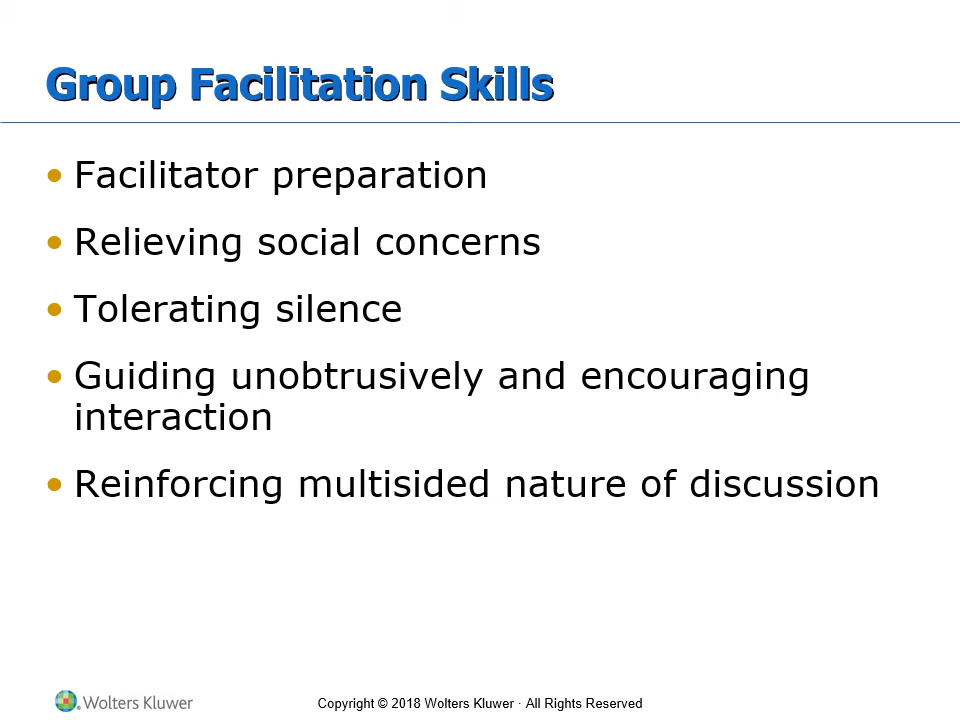 Group Facilitation Skills
• Facilitator preparation
• Relieving social concerns
• Tolerating silence
• Guiding unobtrusively and encouraging
interaction
• Reinforcing multisided nature of discussion
Wolters Kluwer
Copyright © 2018 Wolters Kluwer · All Rights Reserved